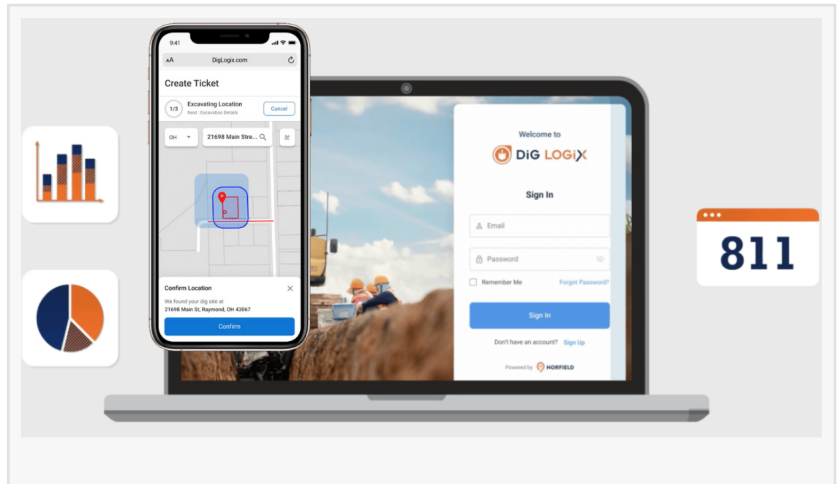 9:41
AA DigLogix.com
Create Ticket
1/3 Excavating Location Cancel
Next : Excavation Details
OH 21698 Main Stre...
Confirm Location
We found your dig site at
21698 Main St, Raymond, OH 43067
Confirm
Welcome to
DiG LOGiX
Sign In
Email
Password
Remember Me Forgot Password?
Sign In
Don't have an account? Sign Up
Powered by NORFIELD
811